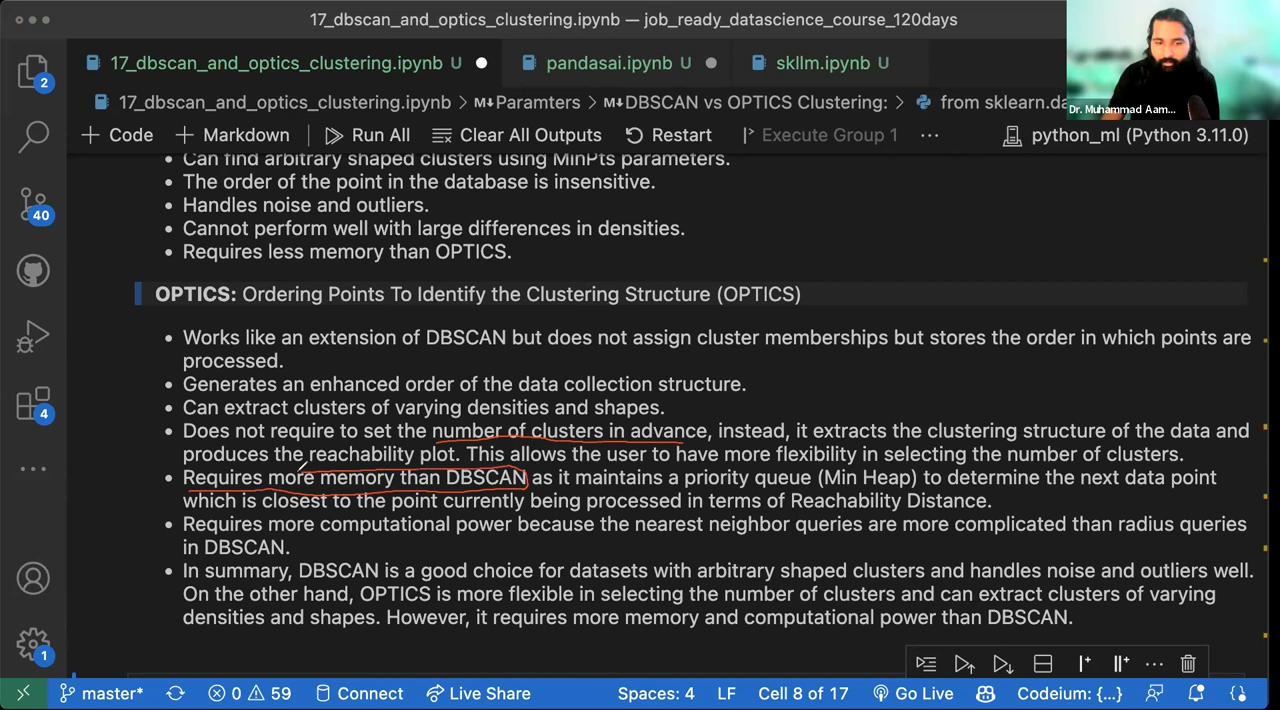 17_dbscan_and_optics_clustering.ipynb — job_ready_datascience_course_120days
17_dbscan_and_optics_clustering.ipynb U
pandasai.ipynb U
skllm.ipynb U
17_dbscan_and_optics_clustering.ipynb > M↓Paramters > M↓DBSCAN vs OPTICS Clustering: > from sklearn.da
+ Code + Markdown Run All Clear All Outputs Restart Execute Group 1 ... python_ml (Python 3.11.0)
Dr. Muhammad Aam...
2
40
4
1
• Can find arbitrary shaped clusters using MinPts parameters.
• The order of the point in the database is insensitive.
• Handles noise and outliers.
• Cannot perform well with large differences in densities.
• Requires less memory than OPTICS.
OPTICS: Ordering Points To Identify the Clustering Structure (OPTICS)
• Works like an extension of DBSCAN but does not assign cluster memberships but stores the order in which points are
processed.
• Generates an enhanced order of the data collection structure.
• Can extract clusters of varying densities and shapes.
• Does not require to set the number of clusters in advance, instead, it extracts the clustering structure of the data and
produces the reachability plot. This allows the user to have more flexibility in selecting the number of clusters.
• Requires more memory than DBSCAN as it maintains a priority queue (Min Heap) to determine the next data point
which is closest to the point currently being processed in terms of Reachability Distance.
• Requires more computational power because the nearest neighbor queries are more complicated than radius queries
in DBSCAN.
• In summary, DBSCAN is a good choice for datasets with arbitrary shaped clusters and handles noise and outliers well.
On the other hand, OPTICS is more flexible in selecting the number of clusters and can extract clusters of varying
densities and shapes. However, it requires more memory and computational power than DBSCAN.
master* 0 59 Connect Live Share Spaces: 4 LF Cell 8 of 17 Go Live Codeium: {...}